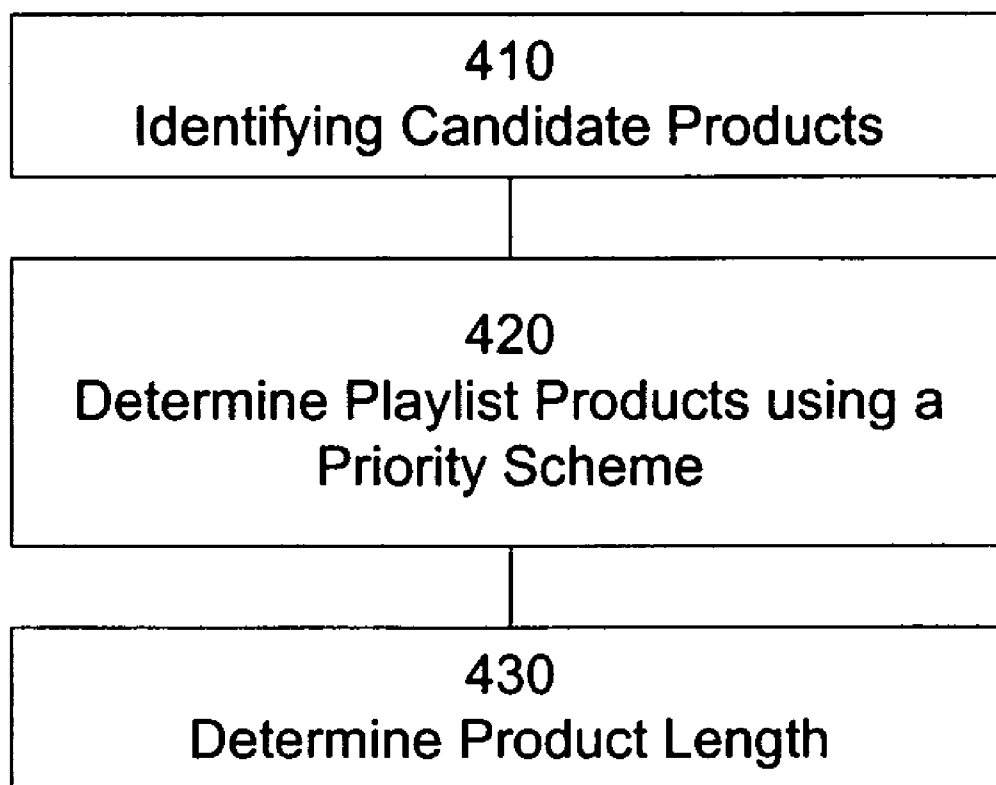 410
Identifying Candidate Products
420
Determine Playlist Products using a
Priority Scheme
430
Determine Product Length